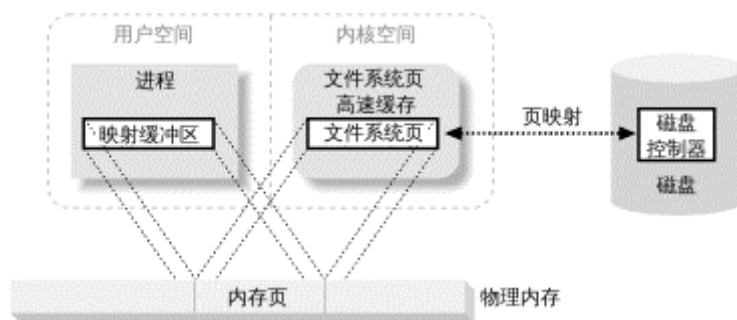 用户空间
内核空间
进程
文件系统页
高速缓存
映射缓冲区
文件系统页
页映射
磁盘
控制器
磁盘
内存页
物理内存